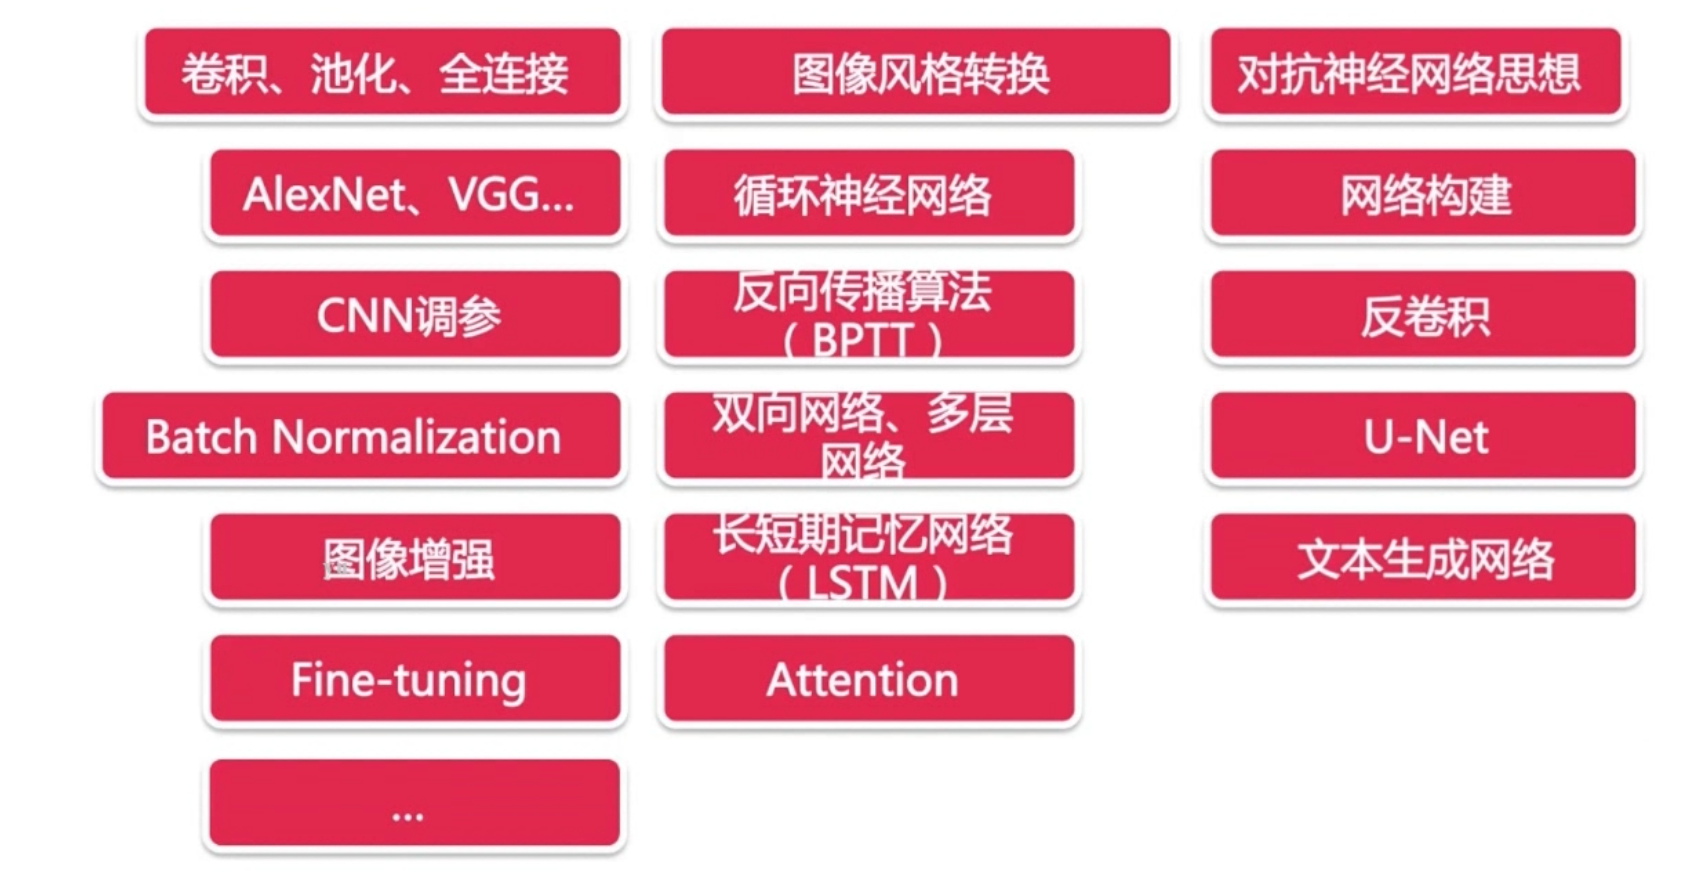 卷积、池化、全连接
AlexNet、VGG...
CNN调参
Batch Normalization
图像增强
Fine-tuning
...
图像风格转换
循环神经网络
反向传播算法
（BPTT）
双向网络、多层
网络
长短期记忆网络
（LSTM）
Attention
对抗神经网络思想
网络构建
反卷积
U-Net
文本生成网络